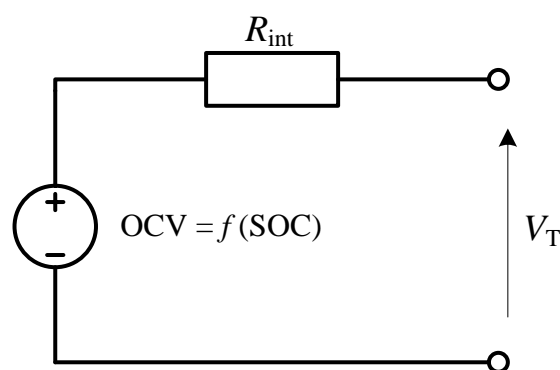 R_int
+
OCV = f (SOC)
−
V_T